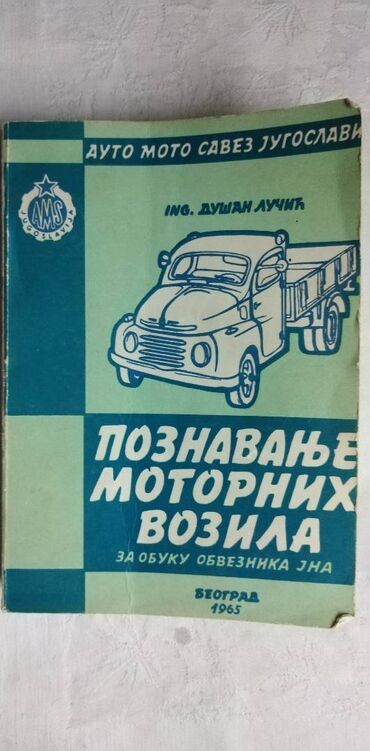 АУТО МОТО САВЕЗ ЈУГОСЛАВИ
AMS
JUGOSLAVIJA
ING. ДУШАН ЛУЧИЋ
ПОЗНАВАЊЕ
МОТОРНИХ
ВОЗИЛА
ЗА ОБУКУ ОБВЕЗНИКА ЈНА
БЕОГРАД
1965